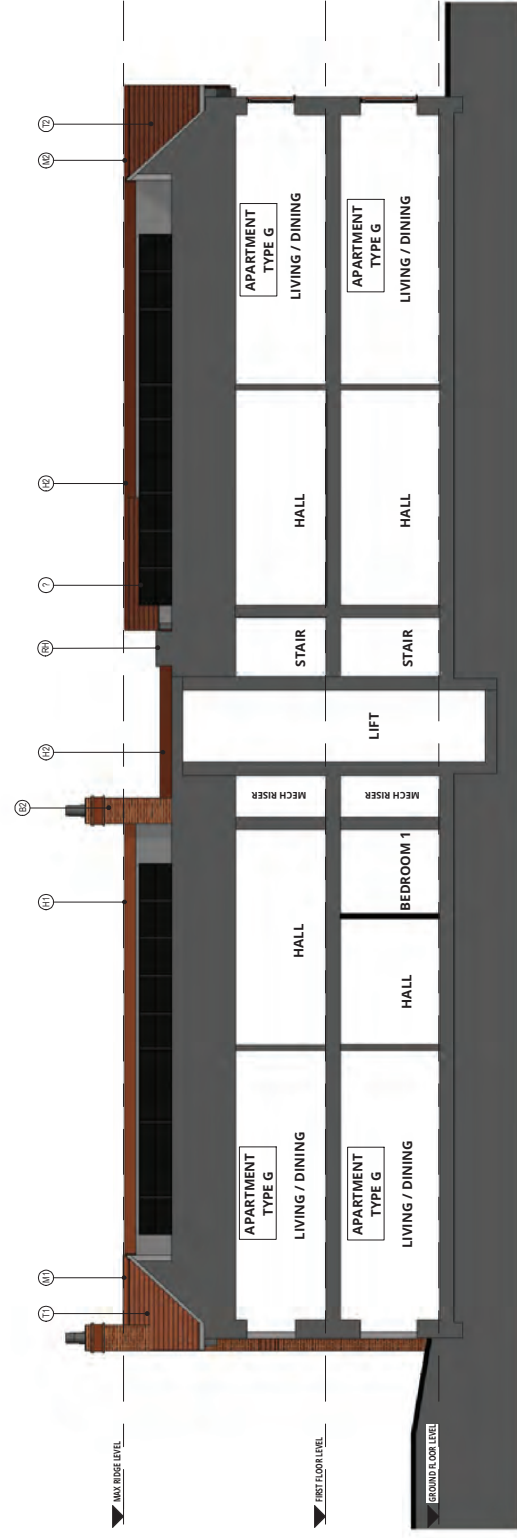 T1
M1
H1
B2
H2
RH
?
H2
M2
T2
MAX RIDGE LEVEL
APARTMENT
TYPE G
LIVING / DINING
HALL
MECH RISER
STAIR
HALL
APARTMENT
TYPE G
LIVING / DINING
FIRST FLOOR LEVEL
LIFT
APARTMENT
TYPE G
LIVING / DINING
HALL
BEDROOM 1
MECH RISER
STAIR
HALL
APARTMENT
TYPE G
LIVING / DINING
GROUND FLOOR LEVEL